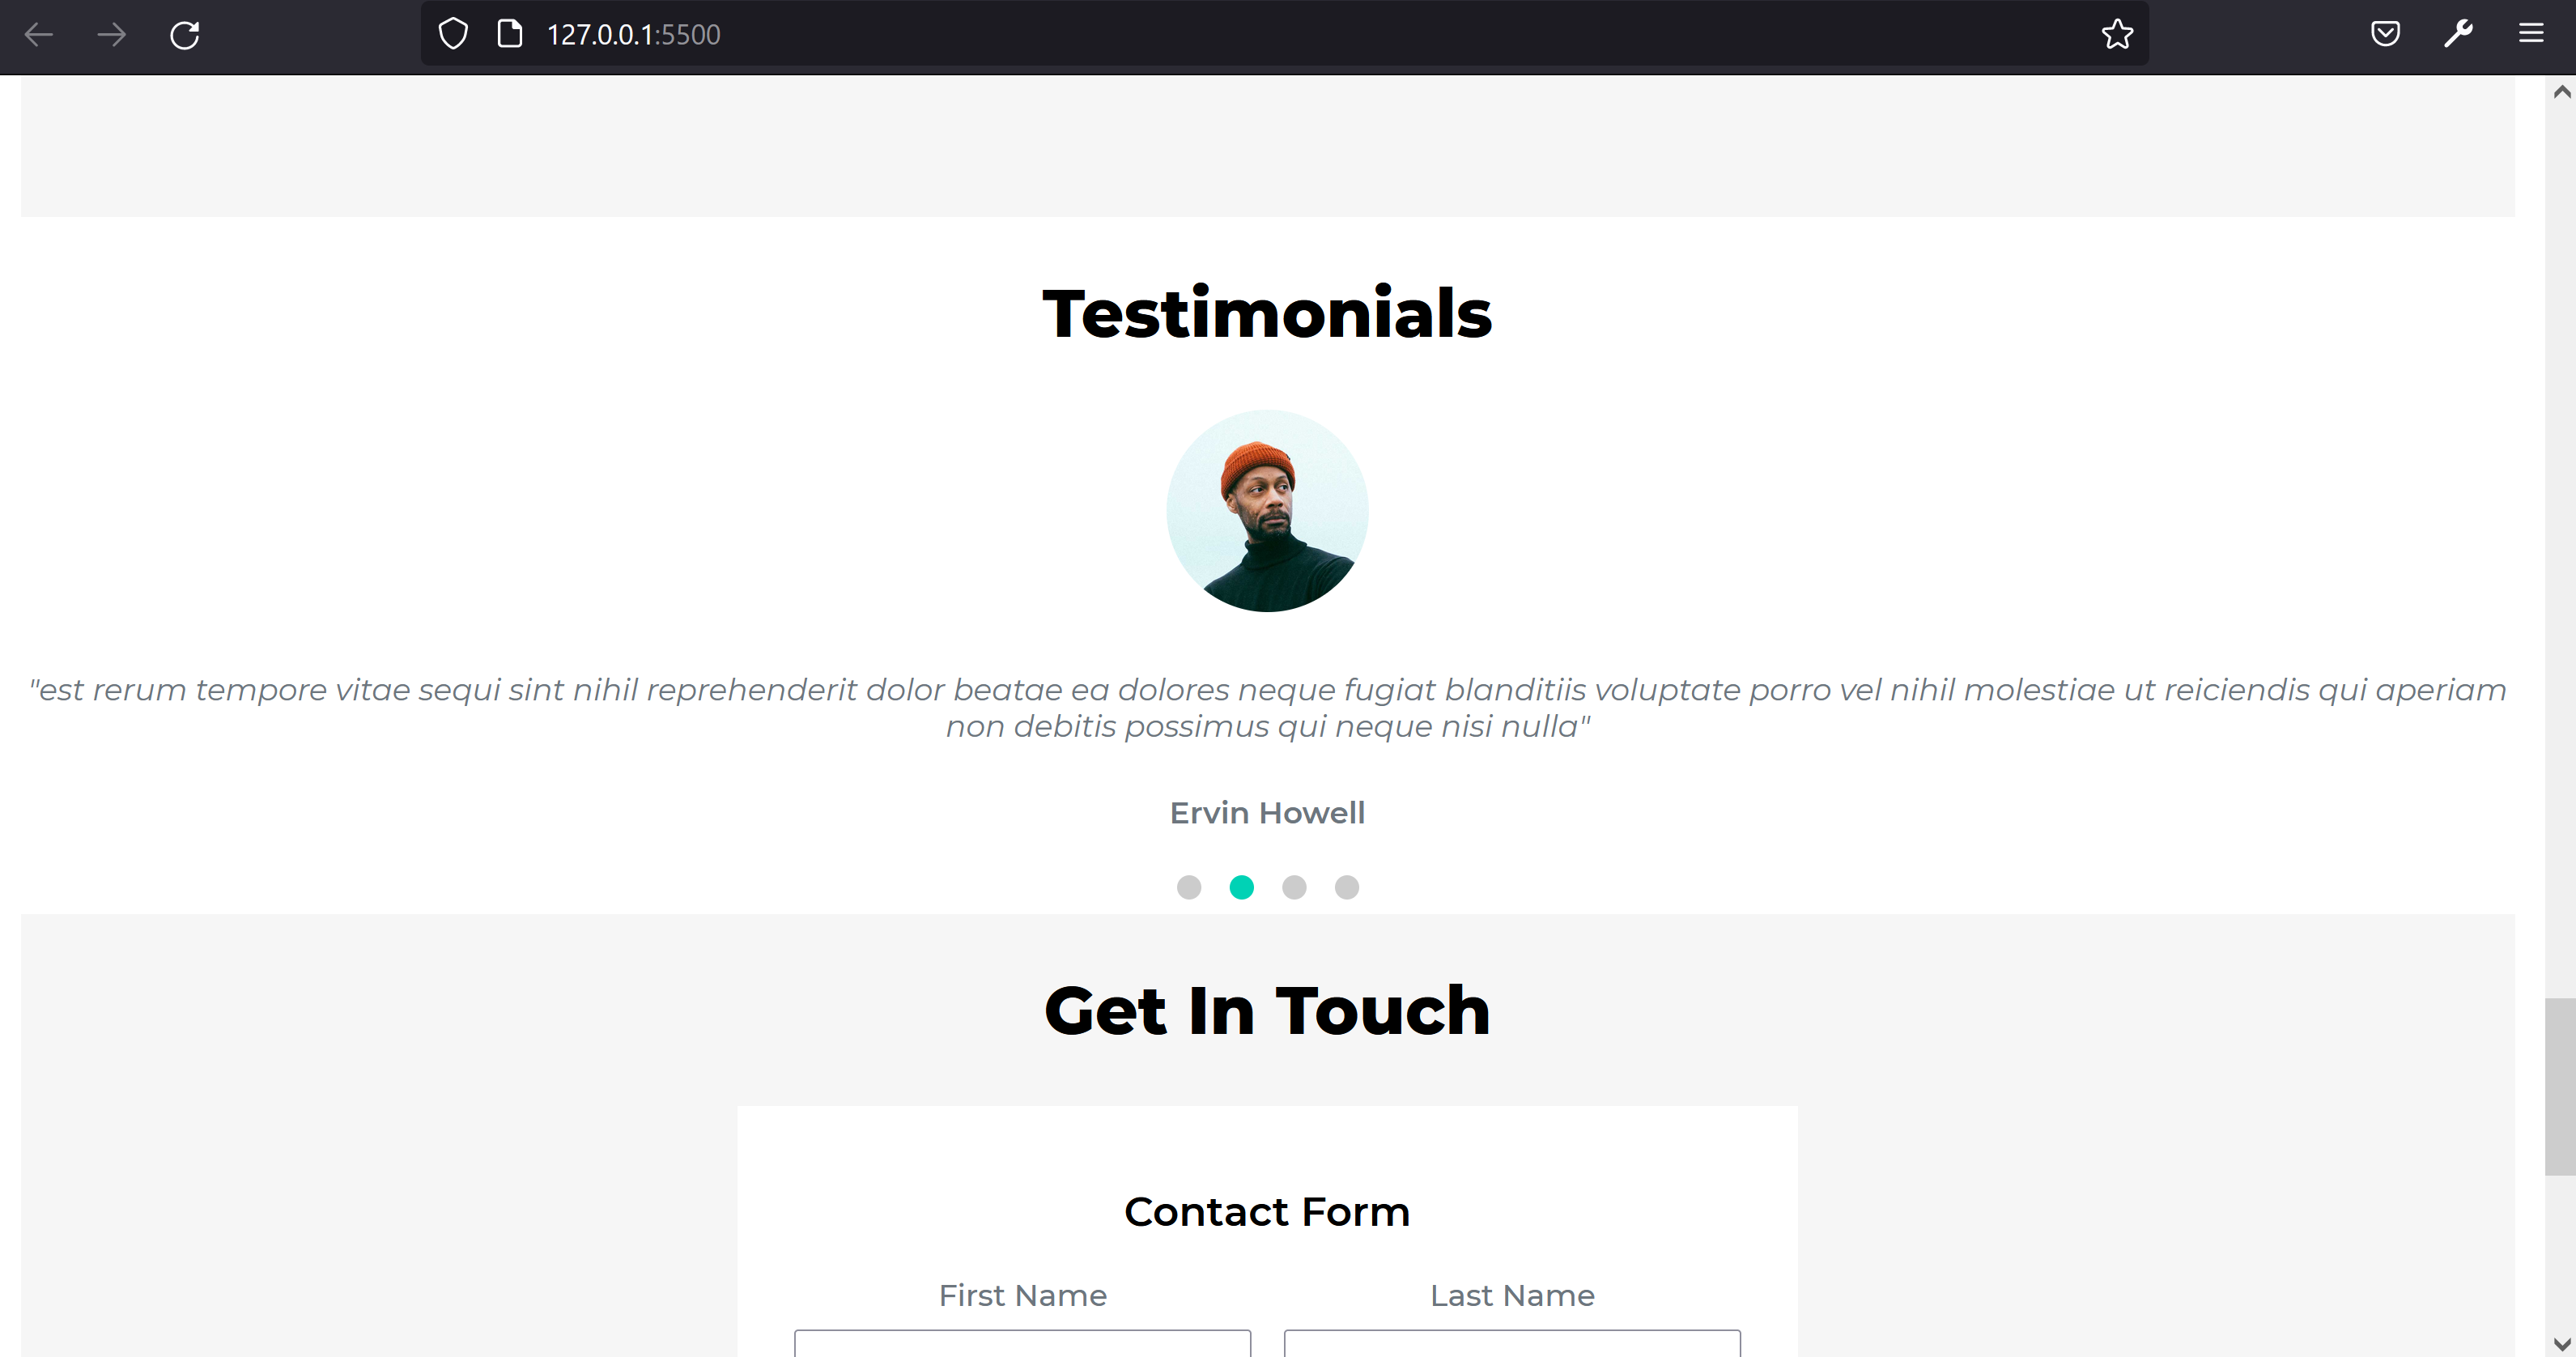 127.0.0.1:5500
Testimonials
"est rerum tempore vitae sequi sint nihil reprehenderit dolor beatae ea dolores neque fugiat blanditiis voluptate porro vel nihil molestiae ut reiciendis qui aperiam
non debitis possimus qui neque nisi nulla"
Ervin Howell
Get In Touch
Contact Form
First Name Last Name